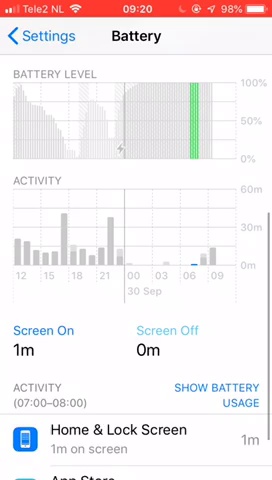 Tele2 NL 09:20 98%
Settings Battery
BATTERY LEVEL
100%
50%
0%
ACTIVITY
60m
30m
0m
12 15 18 21 00 03 06 09
30 Sep
Screen On Screen Off
1m 0m
ACTIVITY SHOW BATTERY
(07:00–08:00) USAGE
Home & Lock Screen 1m
1m on screen
App Store